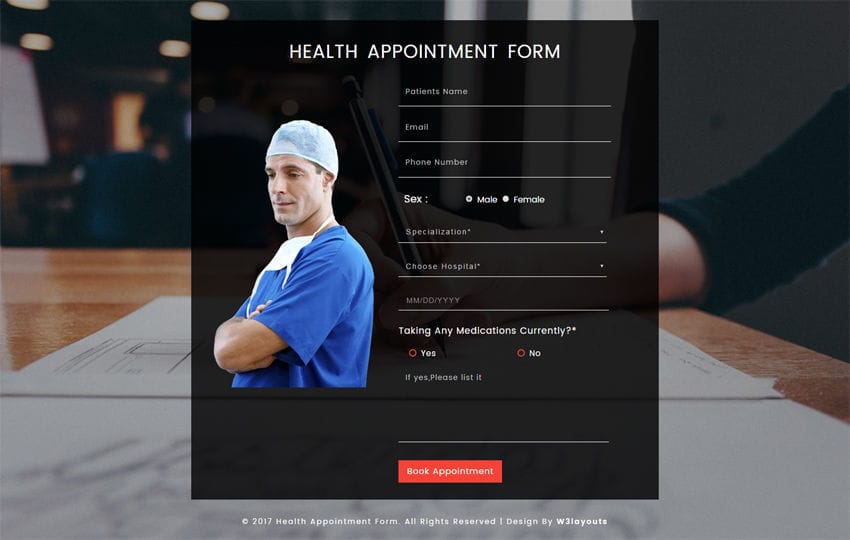 HEALTH APPOINTMENT FORM
Patients Name
Email
Phone Number
Sex : Male Female
Specialization*
Choose Hospital*
MM/DD/YYYY
Taking Any Medications Currently?*
Yes No
If yes,Please list it
Book Appointment
© 2017 Health Appointment Form. All Rights Reserved | Design By W3layouts